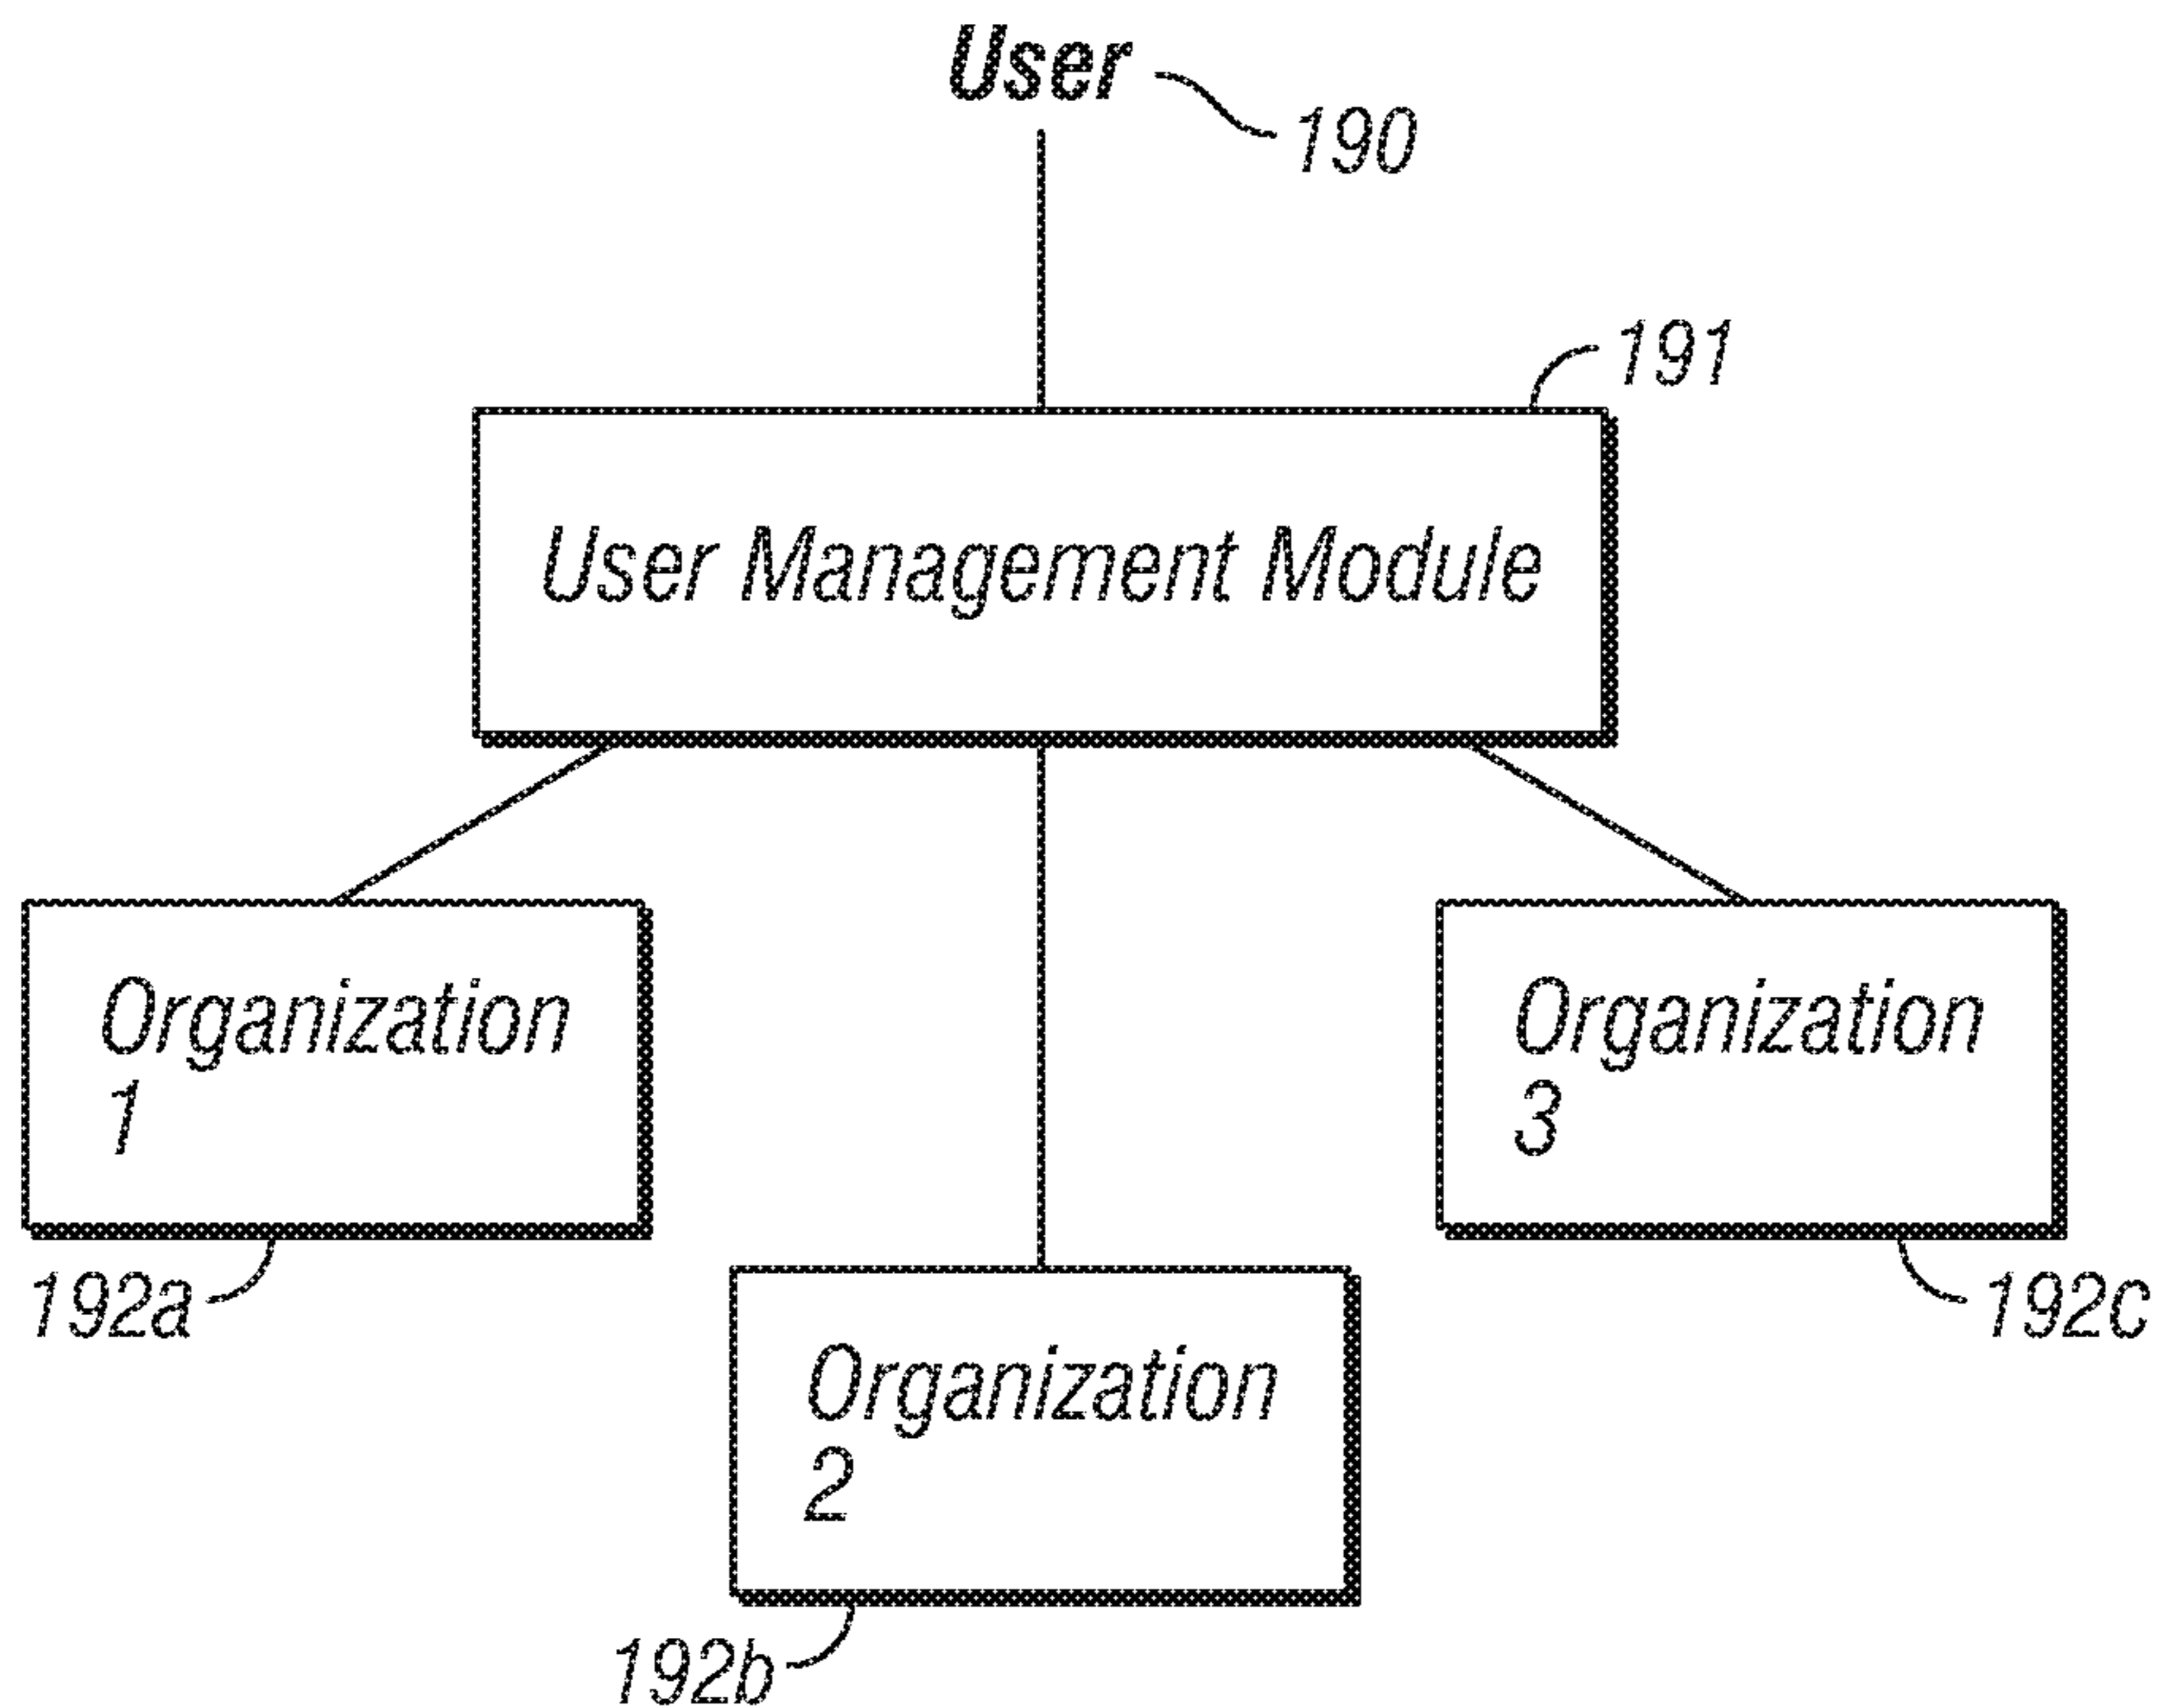 User
190
191
User Management Module
Organization
1
Organization
3
192a
192c
Organization
2
192b